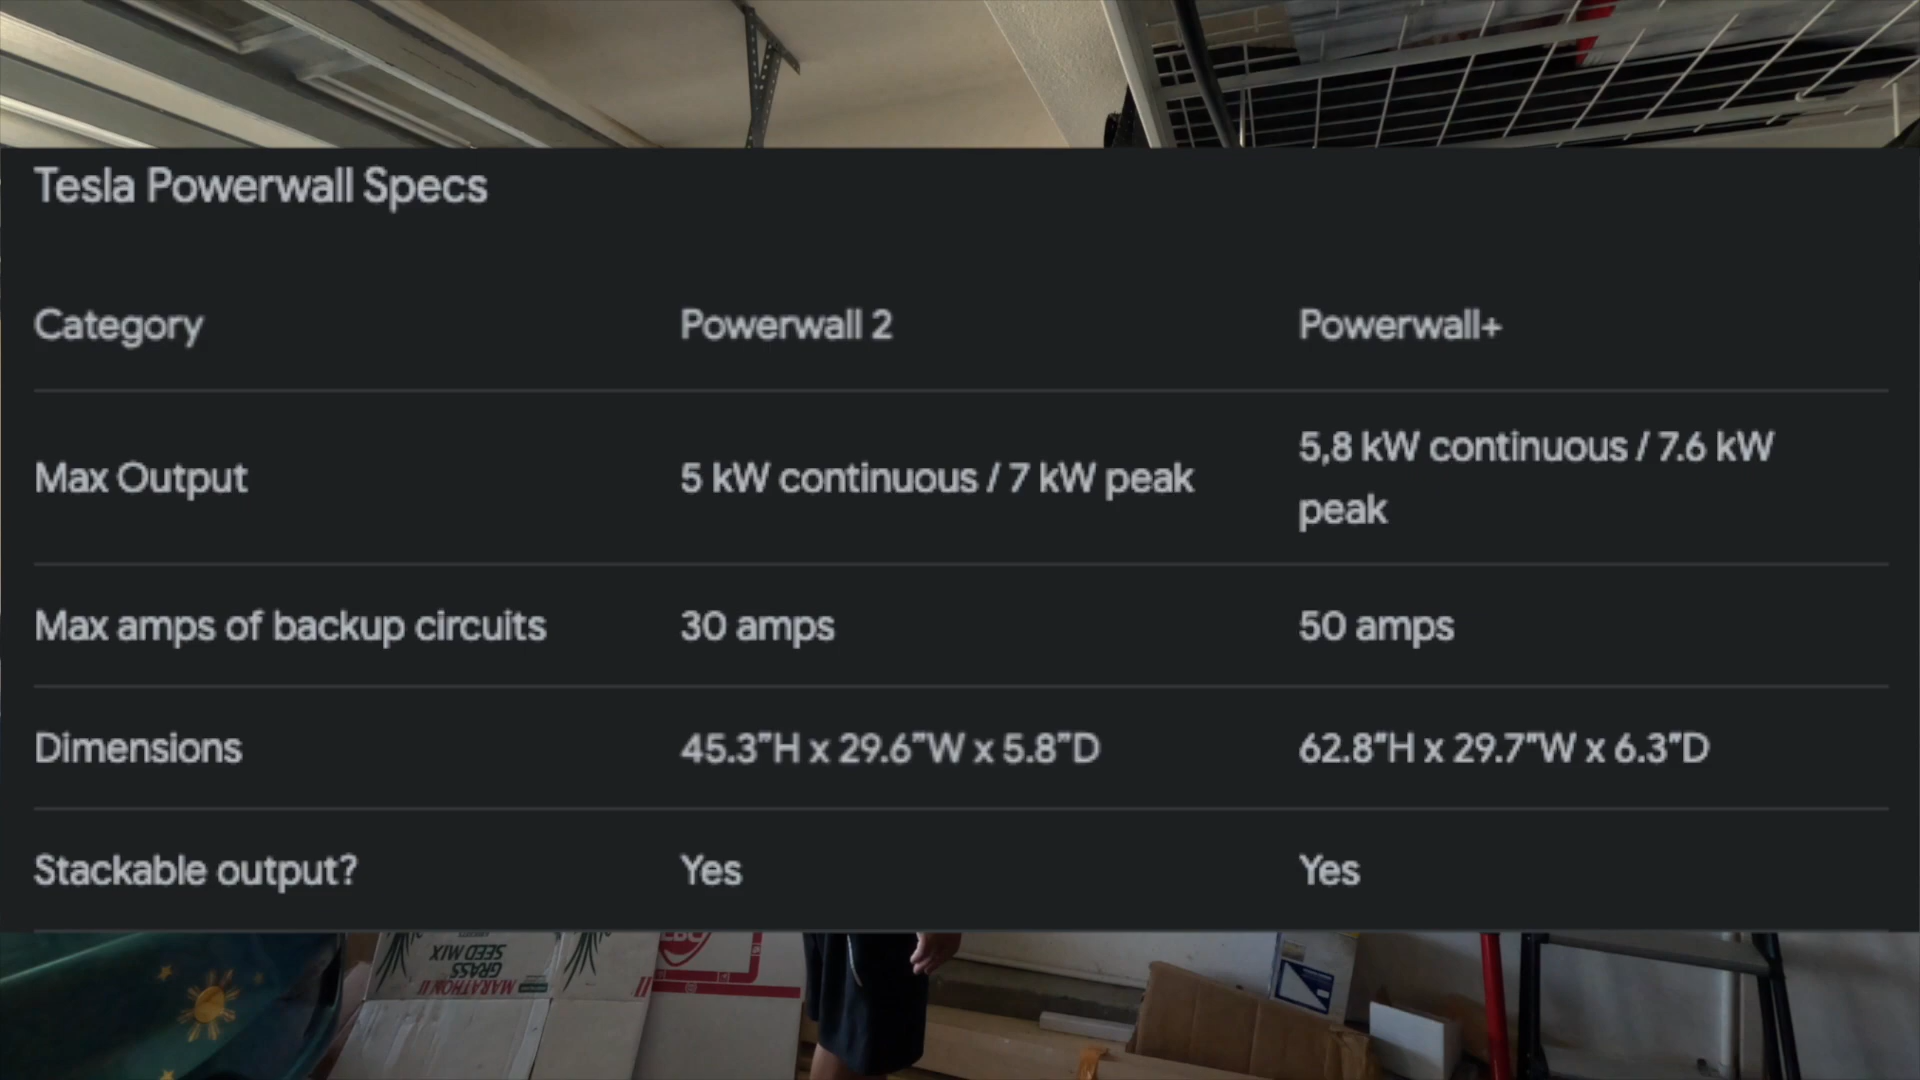 Tesla Powerwall Specs
Category Powerwall 2 Powerwall+
Max Output 5 kW continuous / 7 kW peak 5,8 kW continuous / 7.6 kW
peak
Max amps of backup circuits 30 amps 50 amps
Dimensions 45.3”H x 29.6”W x 5.8”D 62.8”H x 29.7”W x 6.3”D
Stackable output? Yes Yes
MARATHON II
GRASS
SEED MIX